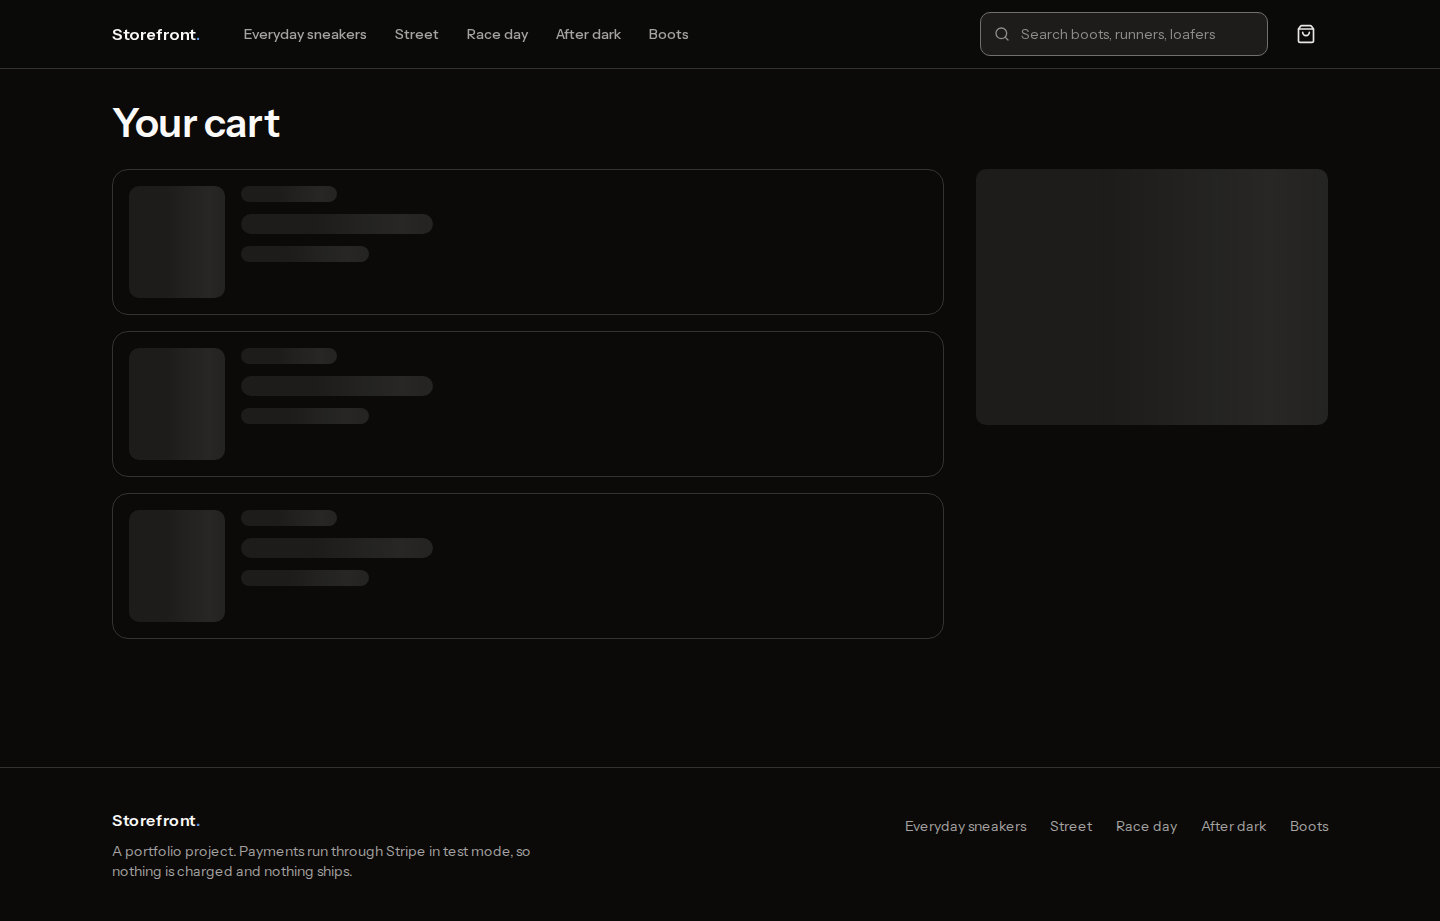 Storefront.
Everyday sneakers
Street
Race day
After dark
Boots
Search boots, runners, loafers
Your cart
Storefront.
A portfolio project. Payments run through Stripe in test mode, so
nothing is charged and nothing ships.
Everyday sneakers
Street
Race day
After dark
Boots